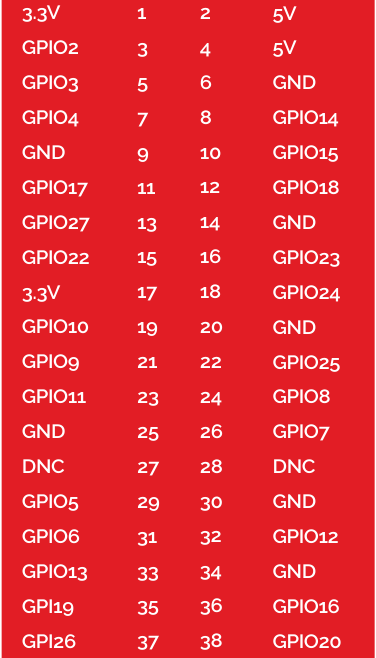 3.3V 1 2 5V
GPIO2 3 4 5V
GPIO3 5 6 GND
GPIO4 7 8 GPIO14
GND 9 10 GPIO15
GPIO17 11 12 GPIO18
GPIO27 13 14 GND
GPIO22 15 16 GPIO23
3.3V 17 18 GPIO24
GPIO10 19 20 GND
GPIO9 21 22 GPIO25
GPIO11 23 24 GPIO8
GND 25 26 GPIO7
DNC 27 28 DNC
GPIO5 29 30 GND
GPIO6 31 32 GPIO12
GPIO13 33 34 GND
GPI19 35 36 GPIO16
GPI26 37 38 GPIO20